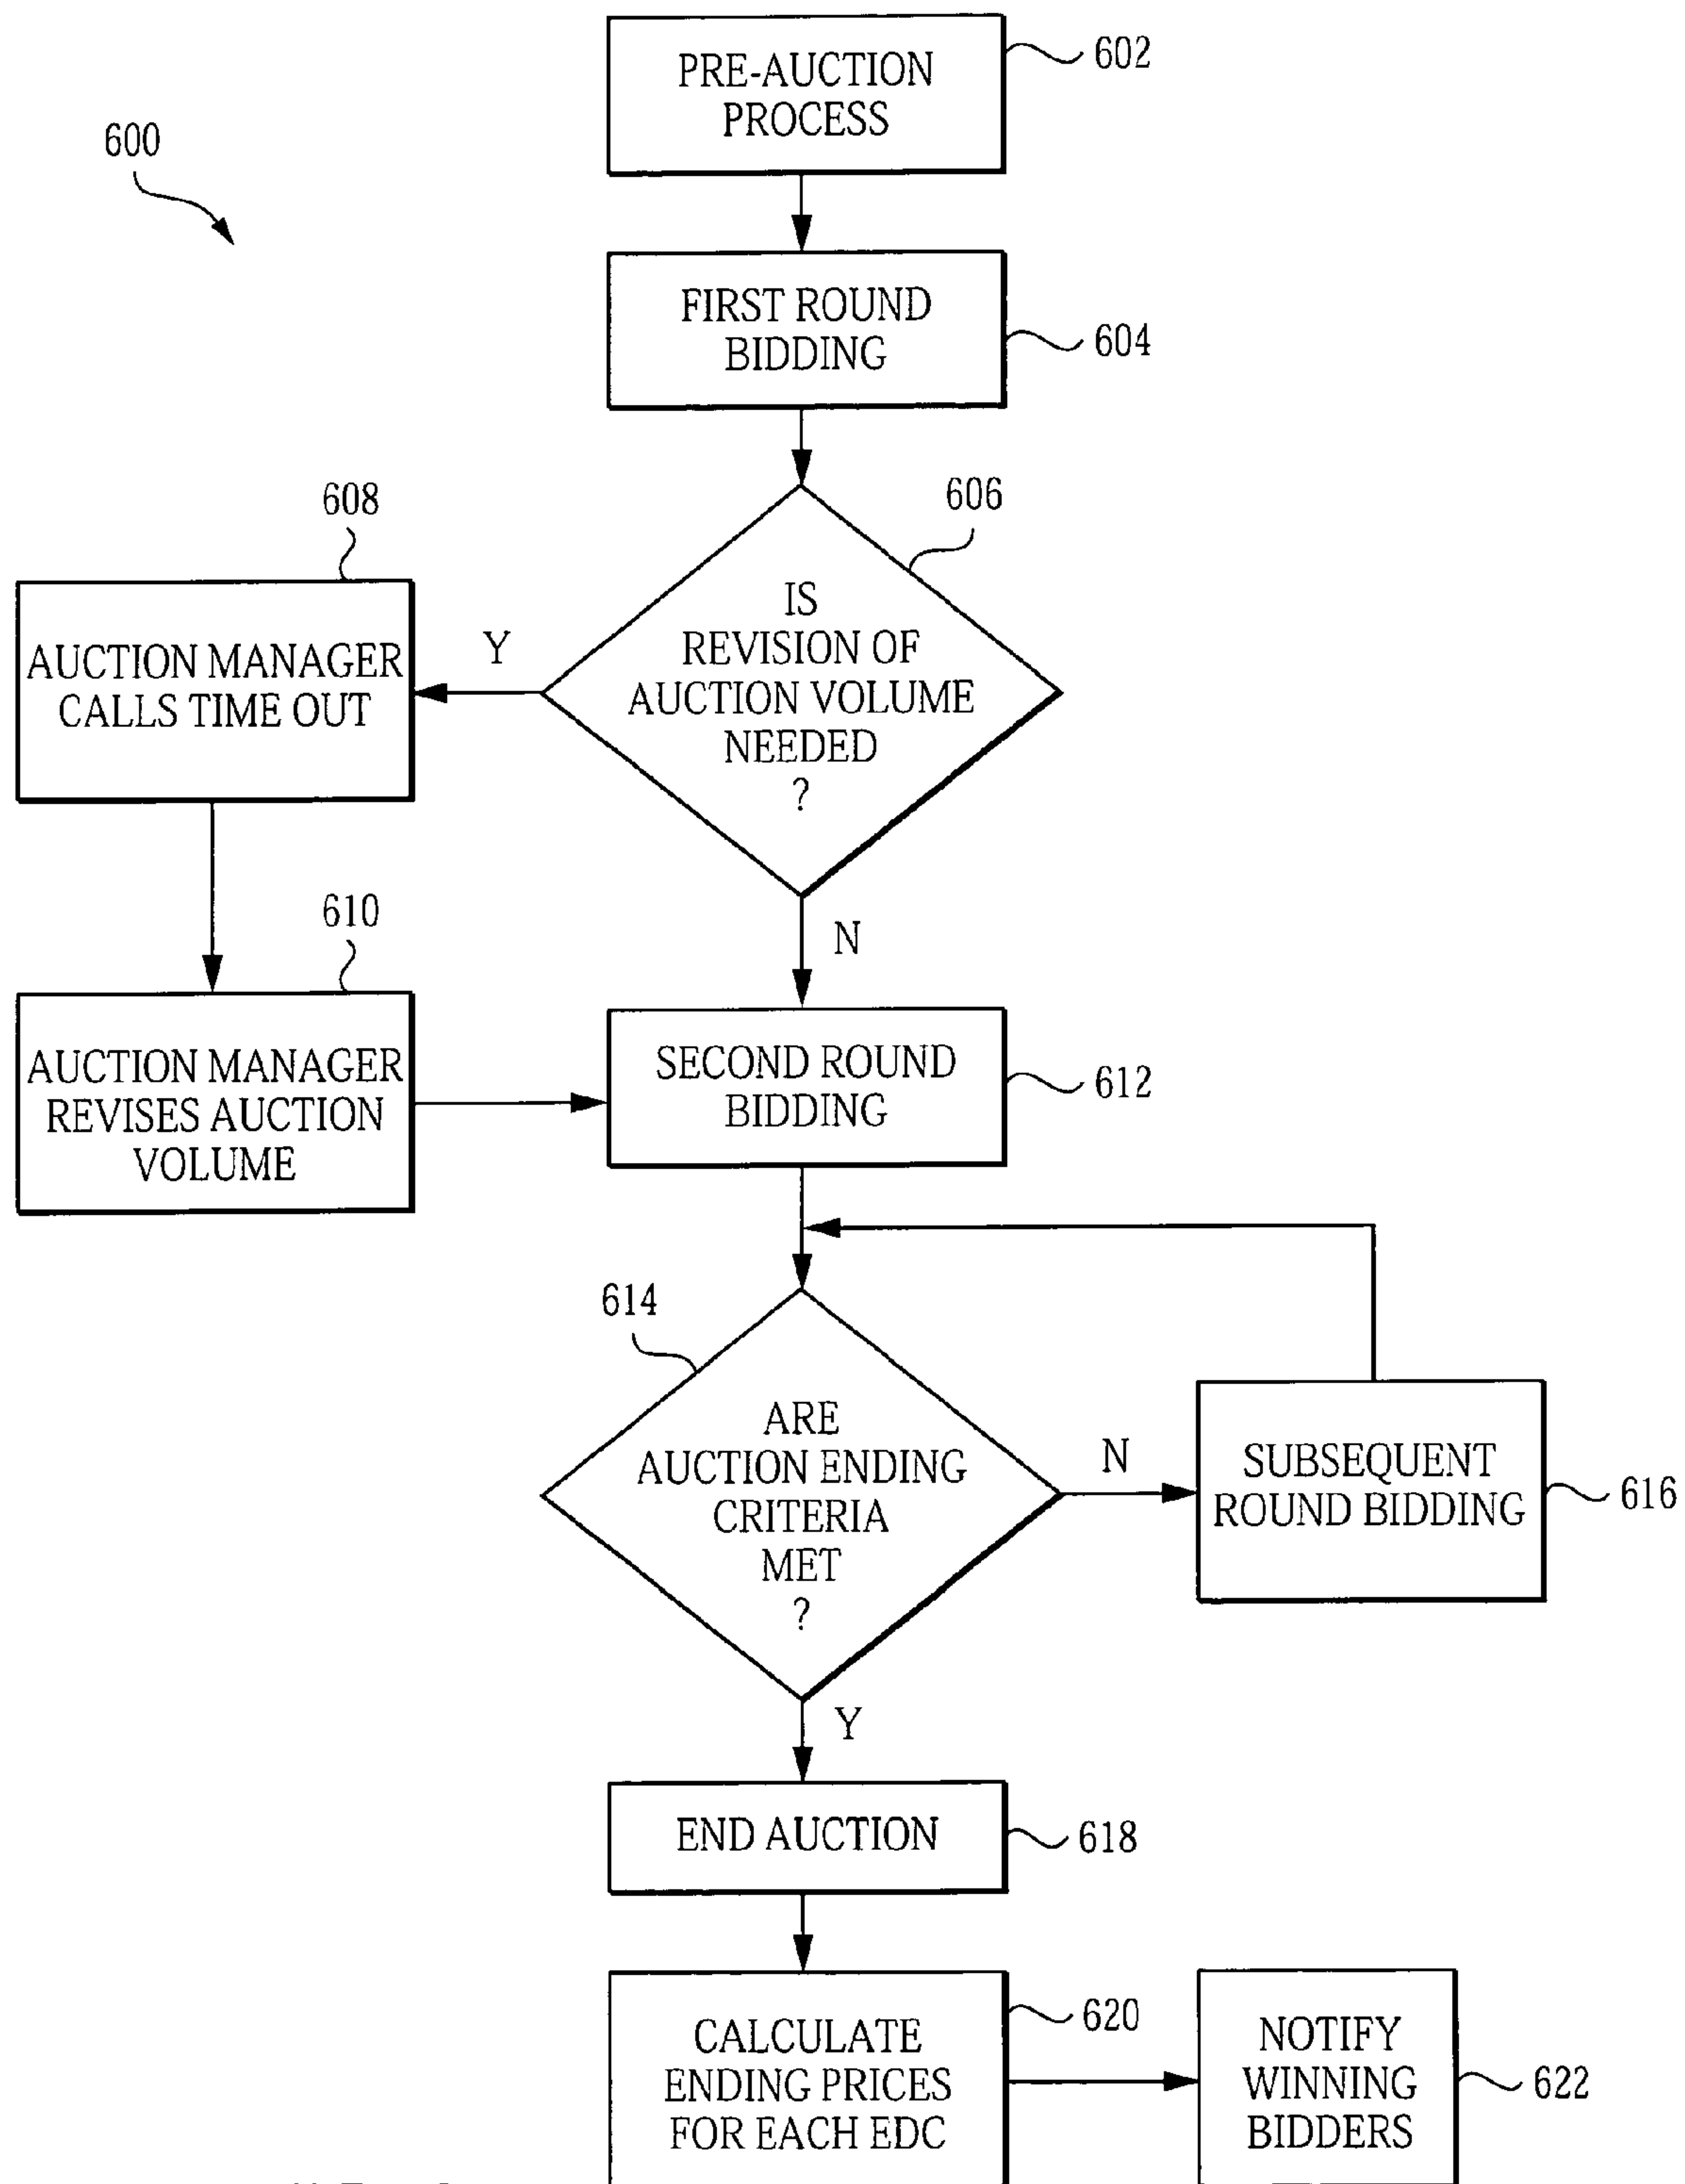 PRE-AUCTION
PROCESS
602
600
FIRST ROUND
BIDDING
604
606
608
IS
REVISION OF
AUCTION VOLUME
NEEDED
?
Y
AUCTION MANAGER
CALLS TIME OUT
N
610
AUCTION MANAGER
REVISES AUCTION
VOLUME
SECOND ROUND
BIDDING
612
614
ARE
AUCTION ENDING
CRITERIA
MET
?
N
SUBSEQUENT
ROUND BIDDING
616
Y
END AUCTION
618
CALCULATE
ENDING PRICES
FOR EACH EDC
620
NOTIFY
WINNING
BIDDERS
622